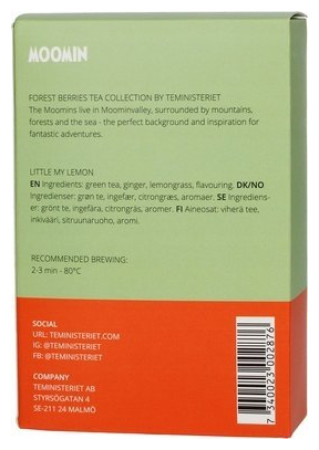 MOOMIN
FOREST BERRIES TEA COLLECTION BY TEMINISTERIET
The Moomins live in Moominvalley, surrounded by mountains,
forests and the sea - the perfect background and inspiration for
fantastic adventures.
LITTLE MY LEMON
EN Ingredients: green tea, ginger, lemongrass, flavouring. DK/NO
Ingredienser: grøn te, ingefær, citrongræs, aromaer. SE Ingredi-
enser: grönt te, ingefära, citrongräs, aromer. FI Ainesosat: vihreä tee,
inkivääri, sitruunaruoho, aromi.
RECOMMENDED BREWING:
2-3 min - 80°C
SOCIAL
URL: TEMINISTERIET.COM
IG: @TEMINISTERIET
FB: @TEMINISTERIET
COMPANY
TEMINISTERIET AB
STYRSÖGATAN 4
SE-211 24 MALMÖ
7 340023 002876